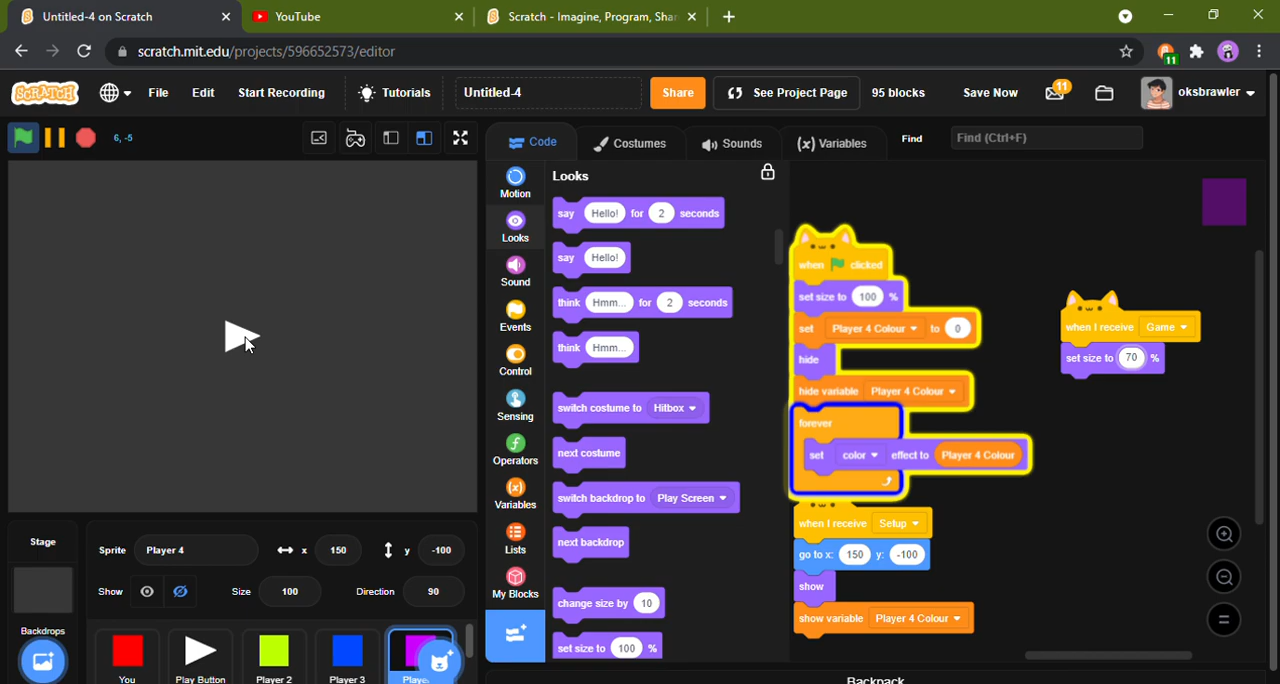 Untitled-4 on Scratch
YouTube
Scratch - Imagine, Program, Shar
scratch.mit.edu/projects/596652573/editor
11
SCRATCH
File
Edit
Start Recording
Tutorials
Untitled-4
Share
See Project Page
95 blocks
Save Now
11
oksbrawler
6, -5
Code
Costumes
Sounds
(x) Variables
Find
Find (Ctrl+F)
Motion
Looks
Sound
Events
Control
Sensing
Operators
Variables
Lists
My Blocks
Looks
say Hello! for 2 seconds
say Hello!
think Hmm... for 2 seconds
think Hmm...
switch costume to Hitbox
next costume
switch backdrop to Play Screen
next backdrop
change size by 10
set size to 100 %
when clicked
set size to 100 %
set Player 4 Colour to 0
hide
hide variable Player 4 Colour
forever
set color effect to Player 4 Colour
when I receive Setup
go to x: 150 y: -100
show
show variable Player 4 Colour
when I receive Game
set size to 70 %
Stage
Backdrops
Sprite Player 4 x 150 y -100
Show Size 100 Direction 90
You
Play Button
Player 2
Player 3
Backpack